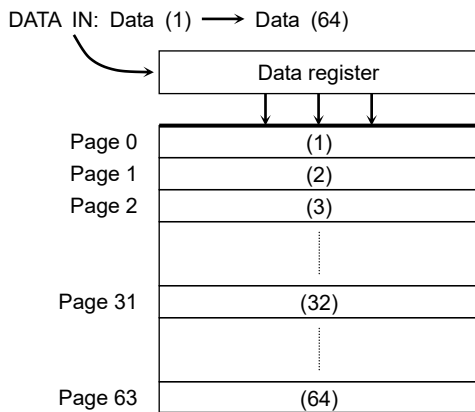 DATA IN: Data (1) Data (64)
Data register
Page 0 (1)
Page 1 (2)
Page 2 (3)
Page 31 (32)
Page 63 (64)